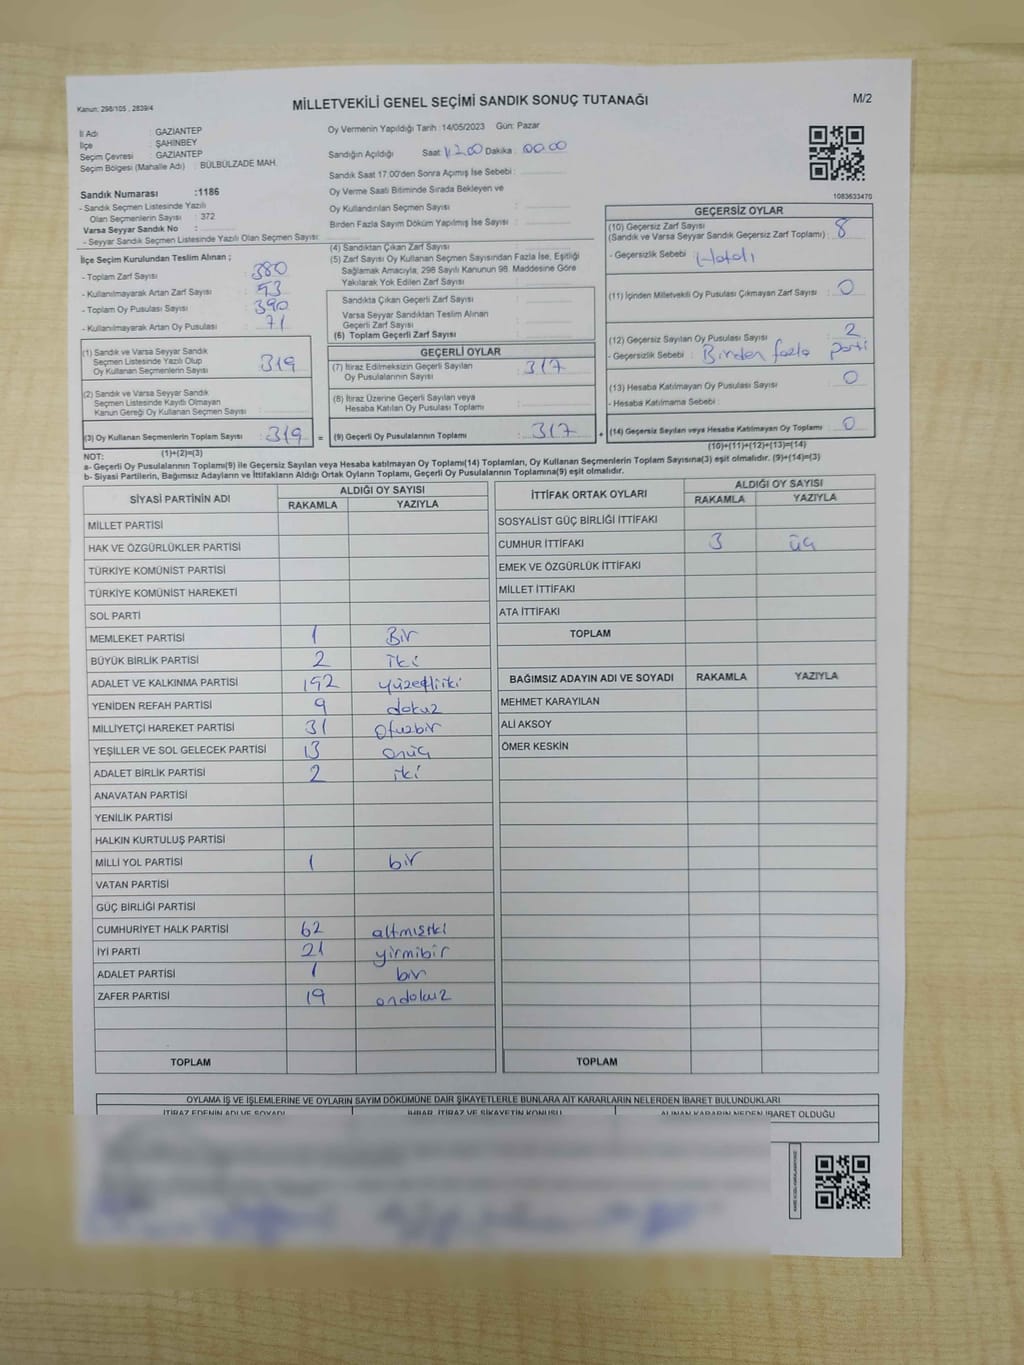 Kanun: 298/105 , 2839/4
MİLLETVEKİLİ GENEL SEÇİMİ SANDIK SONUÇ TUTANAĞI
M/2
İl Adı : GAZİANTEP
İlçe : ŞAHİNBEY
Seçim Çevresi : GAZİANTEP
Seçim Bölgesi (Mahalle Adı) : BÜLBÜLZADE MAH.
Oy Vermenin Yapıldığı Tarih :14/05/2023 Gün: Pazar
Sandığın Açıldığı Saat: Dakika : 00.00
Sandık Saat 17.00'den Sonra Açımış İse Sebebi :
Oy Verme Saati Bitiminde Sırada Bekleyen ve
Oy Kullandırılan Seçmen Sayısı :
Birden Fazla Sayım Döküm Yapılmış İse Sayısı :
1083633470
Sandık Numarası :1186
- Sandık Seçmen Listesinde Yazılı
Olan Seçmenlerin Sayısı : 372
Varsa Seyyar Sandık No :
- Seyyar Sandık Seçmen Listesinde Yazılı Olan Seçmen Sayısı:
İlçe Seçim Kurulundan Teslim Alınan ;
- Toplam Zarf Sayısı : 380
- Kullanılmayarak Artan Zarf Sayısı : 53
- Toplam Oy Pusulası Sayısı : 390
- Kullanılmayarak Artan Oy Pusulası : 71
(1) Sandık ve Varsa Seyyar Sandık
Seçmen Listesinde Yazılı Olup
Oy Kullanan Seçmenlerin Sayısı : 319
(2) Sandık ve Varsa Seyyar Sandık
Seçmen Listesinde Kayıtlı Olmayan
Kanun Gereği Oy Kullanan Seçmen Sayısı :
(3) Oy Kullanan Seçmenlerin Toplam Sayısı : 319 =
(1)+(2)=(3)
(4) Sandıktan Çıkan Zarf Sayısı :
(5) Zarf Sayısı Oy Kullanan Seçmen Sayısından Fazla İse, Eşitliği
Sağlamak Amacıyla; 298 Sayılı Kanunun 98. Maddesine Göre
Yakılarak Yok Edilen Zarf Sayısı :
Sandıkta Çıkan Geçerli Zarf Sayısı :
Varsa Seyyar Sandıktan Teslim Alınan
Geçerli Zarf Sayısı :
(6) Toplam Geçerli Zarf Sayısı :
GEÇERLİ OYLAR
(7) İtiraz Edilmeksizin Geçerli Sayılan
Oy Pusulalarının Sayısı : 317
(8) İtiraz Üzerine Geçerli Sayılan veya
Hesaba Katılan Oy Pusulası Toplamı :
(9) Geçerli Oy Pusulalarının Toplamı : 317 +
GEÇERSİZ OYLAR
(10) Geçersiz Zarf Sayısı
(Sandık ve Varsa Seyyar Sandık Geçersiz Zarf Toplamı) : 8
- Geçersizlik Sebebi : Hatalı
(11) İçinden Milletvekili Oy Pusulası Çıkmayan Zarf Sayısı : 0
(12) Geçersiz Sayılan Oy Pusulası Sayısı : 2
- Geçersizlik Sebebi : Birden fazla parti
(13) Hesaba Katılmayan Oy Pusulası Sayısı : 0
- Hesaba Katılmama Sebebi :
(14) Geçersiz Sayılan veya Hesaba Katılmayan Oy Toplamı : 0
(10)+(11)+(12)+(13)=(14)
NOT:
a- Geçerli Oy Pusulalarının Toplamı(9) ile Geçersiz Sayılan veya Hesaba katılmayan Oy Toplamı(14) Toplamları, Oy Kullanan Seçmenlerin Toplam Sayısına(3) eşit olmalıdır. (9)+(14)=(3)
b- Siyasi Partilerin, Bağımsız Adayların ve İttifakların Aldığı Ortak Oyların Toplamı, Geçerli Oy Pusulalarının Toplamına(9) eşit olmalıdır.
SİYASİ PARTİNİN ADI ALDIĞI OY SAYISI
RAKAMLA YAZIYLA
MİLLET PARTİSİ
HAK VE ÖZGÜRLÜKLER PARTİSİ
TÜRKİYE KOMÜNİST PARTİSİ
TÜRKİYE KOMÜNİST HAREKETİ
SOL PARTİ
MEMLEKET PARTİSİ 1 Bir
BÜYÜK BİRLİK PARTİSİ 2 iki
ADALET VE KALKINMA PARTİSİ 152 yüzelliiki
YENİDEN REFAH PARTİSİ 9 dokuz
MİLLİYETÇİ HAREKET PARTİSİ 31 Otuzbir
YEŞİLLER VE SOL GELECEK PARTİSİ 13 onüç
ADALET BİRLİK PARTİSİ 2 iki
ANAVATAN PARTİSİ
YENİLİK PARTİSİ
HALKIN KURTULUŞ PARTİSİ
MİLLİ YOL PARTİSİ 1 bir
VATAN PARTİSİ
GÜÇ BİRLİĞİ PARTİSİ
CUMHURİYET HALK PARTİSİ 62 altmışiki
İYİ PARTİ 21 yirmibir
ADALET PARTİSİ 1 bir
ZAFER PARTİSİ 19 ondokuz
TOPLAM
İTTİFAK ORTAK OYLARI ALDIĞI OY SAYISI
RAKAMLA YAZIYLA
SOSYALİST GÜÇ BİRLİĞİ İTTİFAKI
CUMHUR İTTİFAKI 3 üç
EMEK VE ÖZGÜRLÜK İTTİFAKI
MİLLET İTTİFAKI
ATA İTTİFAKI
TOPLAM
BAĞIMSIZ ADAYIN ADI VE SOYADI RAKAMLA YAZIYLA
MEHMET KARAYILAN
ALİ AKSOY
ÖMER KESKİN
TOPLAM
OYLAMA İŞ VE İŞLEMLERİNE VE OYLARIN SAYIM DÖKÜMÜNE DAİR ŞİKAYETLERLE BUNLARA AİT KARARLARIN NELERDEN İBARET BULUNDUKLARI
İTİRAZ EDENİN ADI VE SOYADI İHBAR, İTİRAZ VE ŞİKAYETİN KONUSU ALINAN KARARIN NEDEN İBARET OLDUĞU